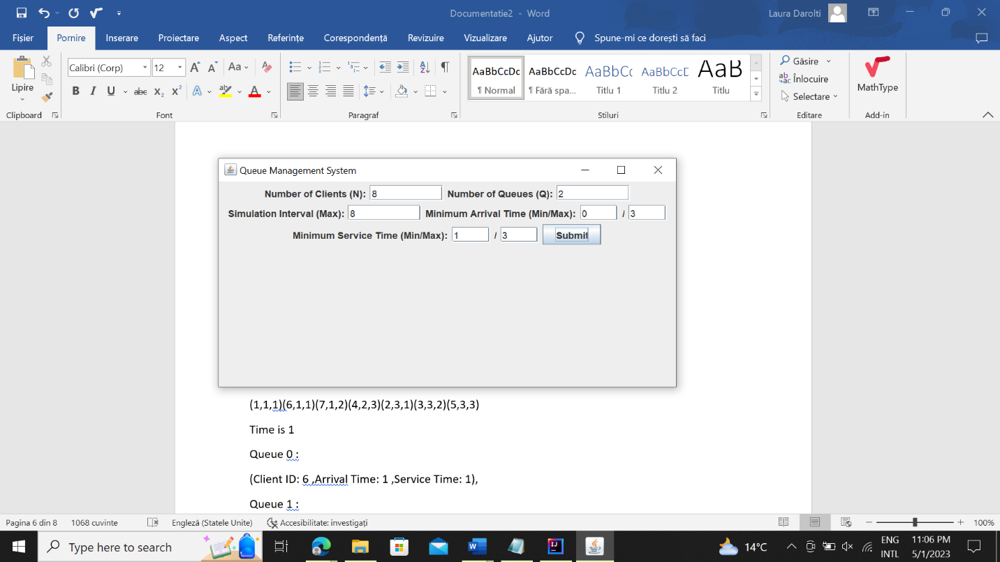 Documentatie2 - Word
Laura Darolti
Fișier Pornire Inserare Proiectare Aspect Referințe Corespondență Revizuire Vizualizare Ajutor Spune-mi ce dorești să faci
Lipire
Calibri (Corp) 12 A A Aa A
B I U abc x₂ x² A A
AaBbCcDc AaBbCcDc AaBbCc AaBbCcD AaB
¶ Normal ¶ Fără spa... Titlu 1 Titlu 2 Titlu
Găsire
Înlocuire
Selectare
MathType
Clipboard Font Paragraf Stiluri Editare Add-in
Queue Management System
Number of Clients (N): 8 Number of Queues (Q): 2
Simulation Interval (Max): 8 Minimum Arrival Time (Min/Max): 0 / 3
Minimum Service Time (Min/Max): 1 / 3 Submit
(1,1,1)(6,1,1)(7,1,2)(4,2,3)(2,3,1)(3,3,2)(5,3,3)
Time is 1
Queue 0 :
(Client ID: 6 ,Arrival Time: 1 ,Service Time: 1),
Queue 1 :
Pagina 6 din 8 1068 cuvinte Engleză (Statele Unite) Accesibilitate: investigați 100%
Type here to search
14°C
ENG
INTL
11:06 PM
5/1/2023